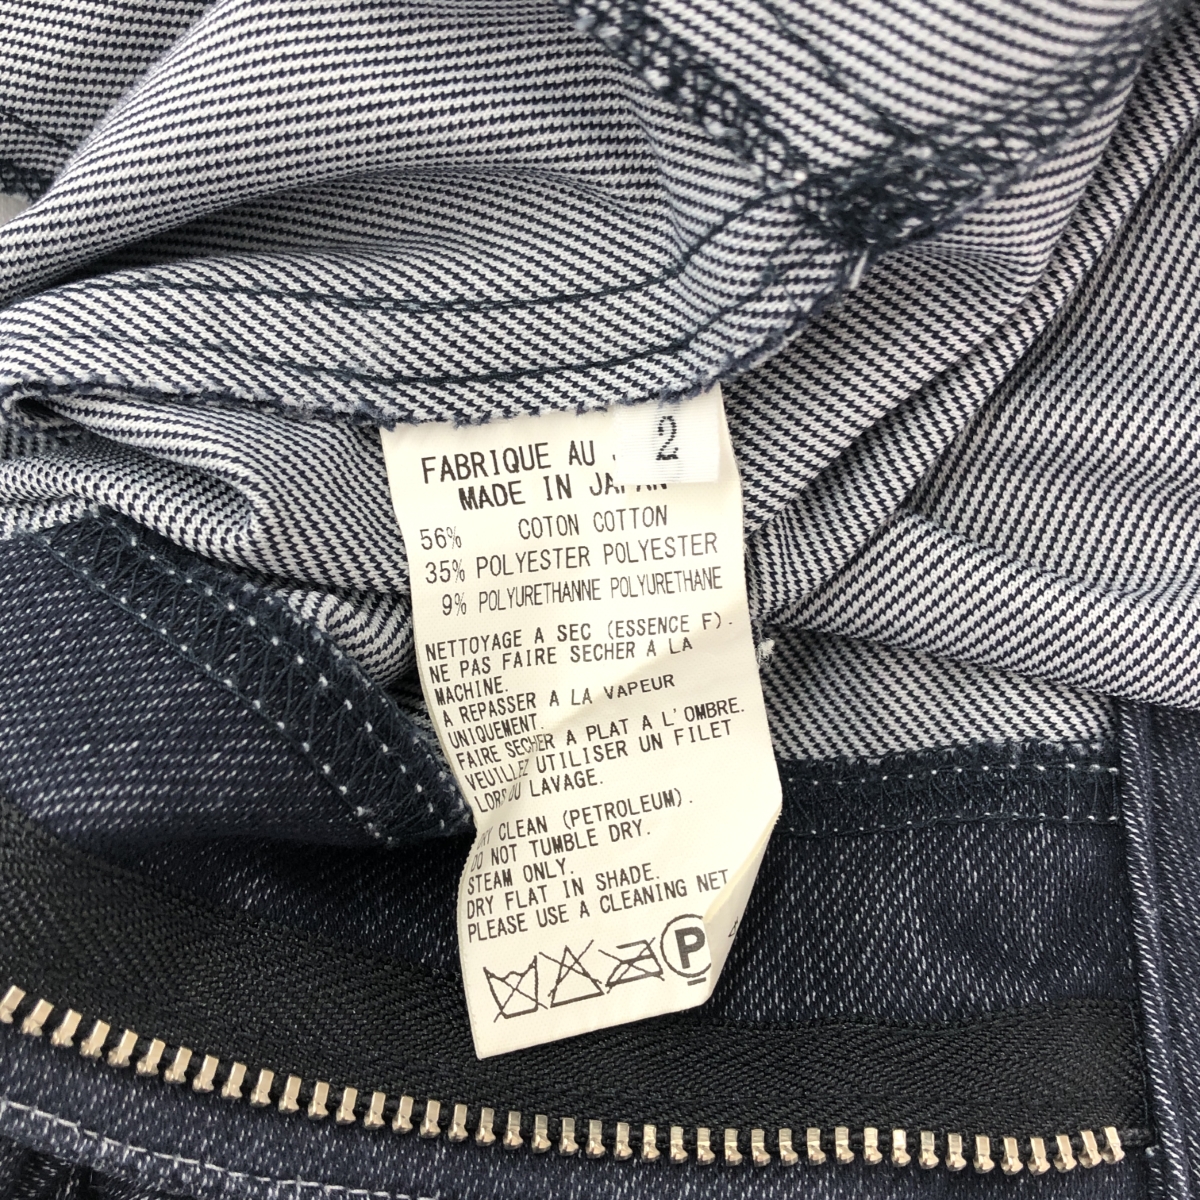 2
FABRIQUE AU
MADE IN JAPAN
56% COTON COTTON
35% POLYESTER POLYESTER
9% POLYURETHANNE POLYURETHANE
NETTOYAGE A SEC (ESSENCE F).
NE PAS FAIRE SECHER A LA
MACHINE.
A REPASSER A LA VAPEUR
UNIQUEMENT.
FAIRE SECHER A PLAT A L'OMBRE.
VEUILLEZ UTILISER UN FILET
LORS DU LAVAGE.
DRY CLEAN (PETROLEUM).
DO NOT TUMBLE DRY.
STEAM ONLY.
DRY FLAT IN SHADE.
PLEASE USE A CLEANING NET
P